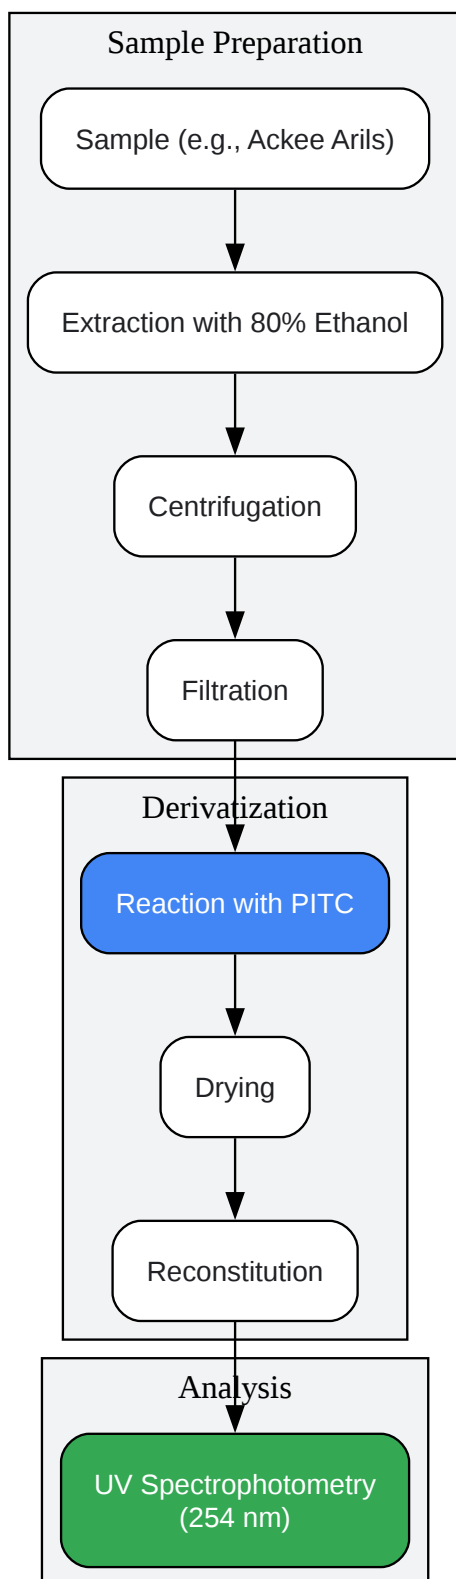 Sample Preparation
Sample (e.g., Ackee Arils)
Extraction with 80% Ethanol
Centrifugation
Filtration
Derivatization
Reaction with PITC
Drying
Reconstitution
Analysis
UV Spectrophotometry
(254 nm)